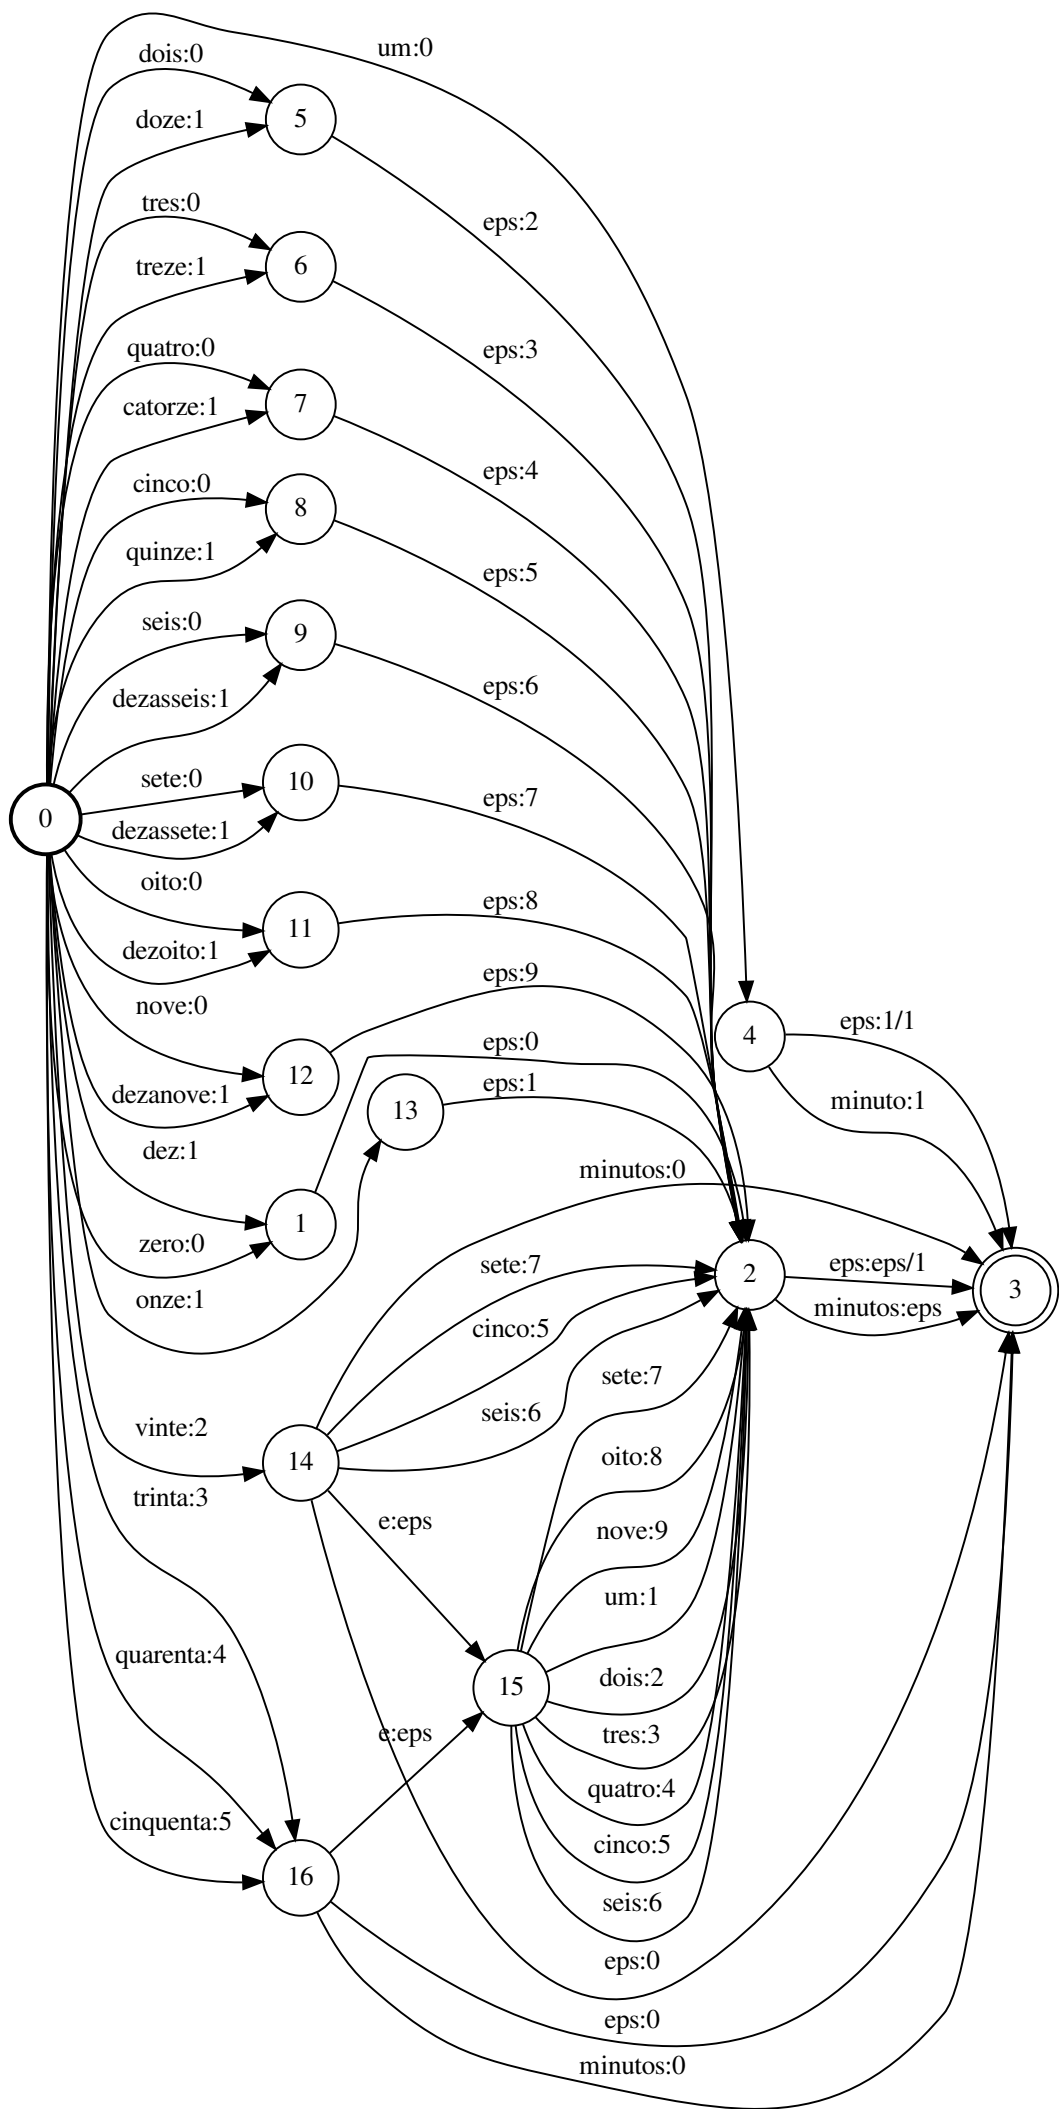 um:0
dois:0
5
doze:1
tres:0
eps:2
6
treze:1
quatro:0
eps:3
7
catorze:1
eps:4
cinco:0
8
quinze:1
eps:5
seis:0
9
dezasseis:1
eps:6
sete:0
10
eps:7
0
dezassete:1
oito:0
eps:8
11
dezoito:1
eps:9
nove:0
eps:1/1
4
eps:0
12
eps:1
dezanove:1
minuto:1
13
dez:1
minutos:0
1
zero:0
sete:7
eps:eps/1
2
3
onze:1
minutos:eps
cinco:5
sete:7
seis:6
vinte:2
oito:8
14
trinta:3
e:eps
nove:9
um:1
quarenta:4
dois:2
15
e:eps
tres:3
quatro:4
cinquenta:5
cinco:5
16
seis:6
eps:0
eps:0
minutos:0